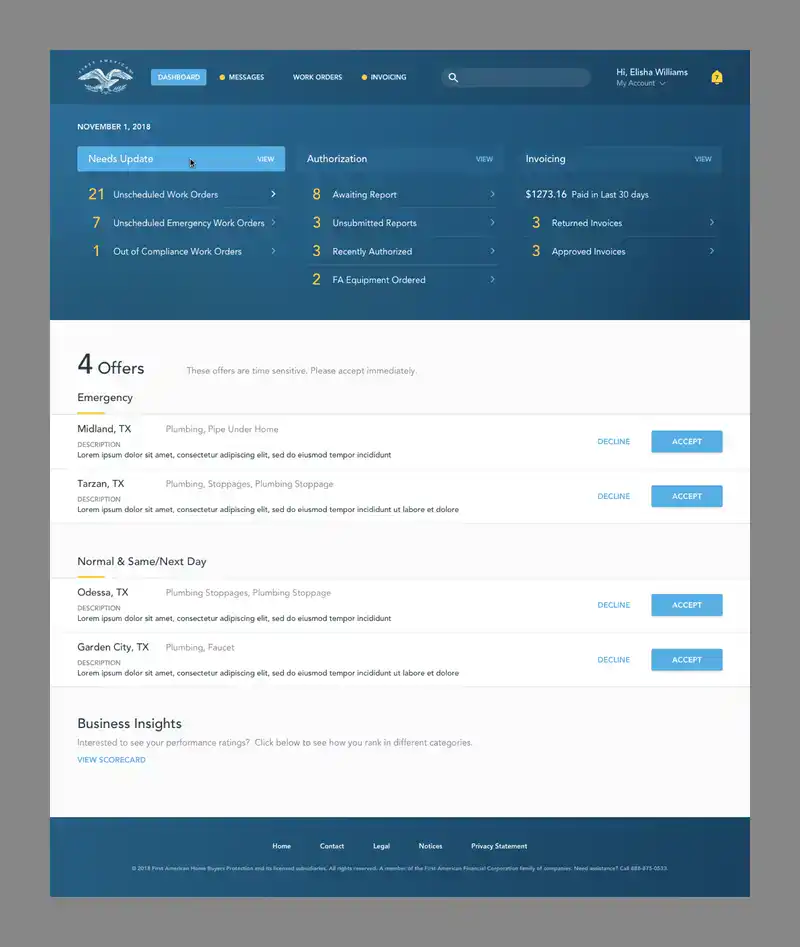 FIRST AMERICAN
DASHBOARD
MESSAGES
WORK ORDERS
INVOICING
Hi, Elisha Williams
My Account
7
NOVEMBER 1, 2018
Needs Update VIEW
21 Unscheduled Work Orders
7 Unscheduled Emergency Work Orders
1 Out of Compliance Work Orders
Authorization VIEW
8 Awaiting Report
3 Unsubmitted Reports
3 Recently Authorized
2 FA Equipment Ordered
Invoicing VIEW
$1273.16 Paid in Last 30 days
3 Returned Invoices
3 Approved Invoices
4 Offers These offers are time sensitive. Please accept immediately.
Emergency
Midland, TX Plumbing, Pipe Under Home
DESCRIPTION
Lorem ipsum dolor sit amet, consectetur adipiscing elit, sed do eiusmod tempor incididunt
DECLINE ACCEPT
Tarzan, TX Plumbing, Stoppages, Plumbing Stoppage
DESCRIPTION
Lorem ipsum dolor sit amet, consectetur adipiscing elit, sed do eiusmod tempor incididunt ut labore et dolore
DECLINE ACCEPT
Normal & Same/Next Day
Odessa, TX Plumbing Stoppages, Plumbing Stoppage
DESCRIPTION
Lorem ipsum dolor sit amet, consectetur adipiscing elit, sed do eiusmod tempor incididunt
DECLINE ACCEPT
Garden City, TX Plumbing, Faucet
DESCRIPTION
Lorem ipsum dolor sit amet, consectetur adipiscing elit, sed do eiusmod tempor incididunt ut labore et dolore
DECLINE ACCEPT
Business Insights
Interested to see your performance ratings? Click below to see how you rank in different categories.
VIEW SCORECARD
Home Contact Legal Notices Privacy Statement
© 2018 First American Home Buyers Protection and its licensed subsidiaries. All rights reserved. A member of the First American Financial Corporation family of companies. Need assistance? Call 888-875-0533